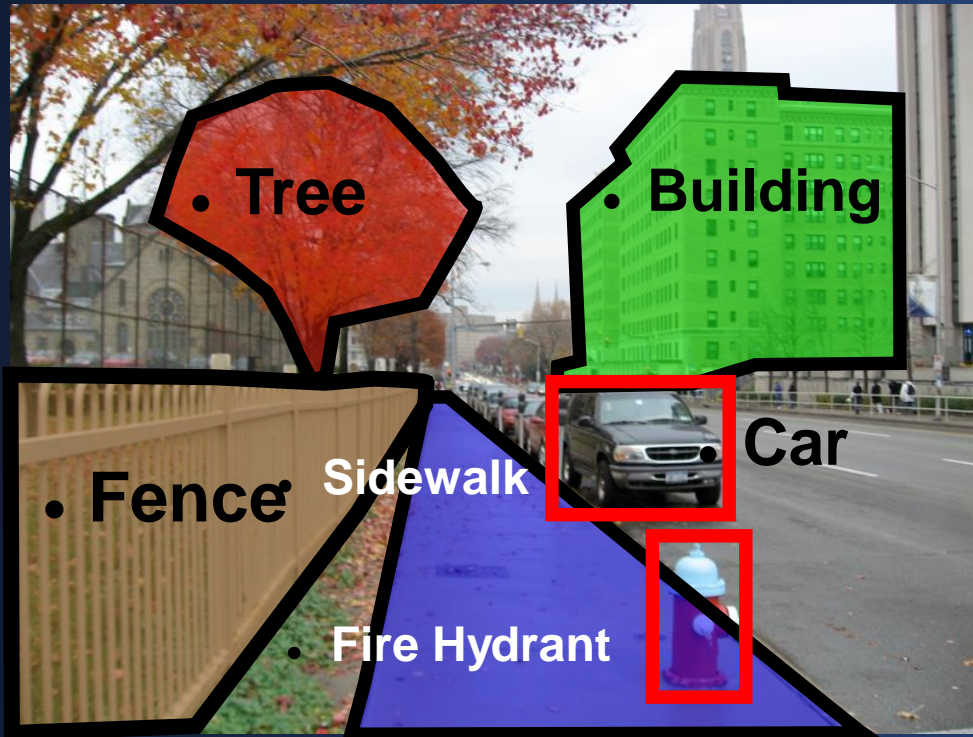 • Tree
• Building
• Car
• Sidewalk
• Fence
• Fire Hydrant